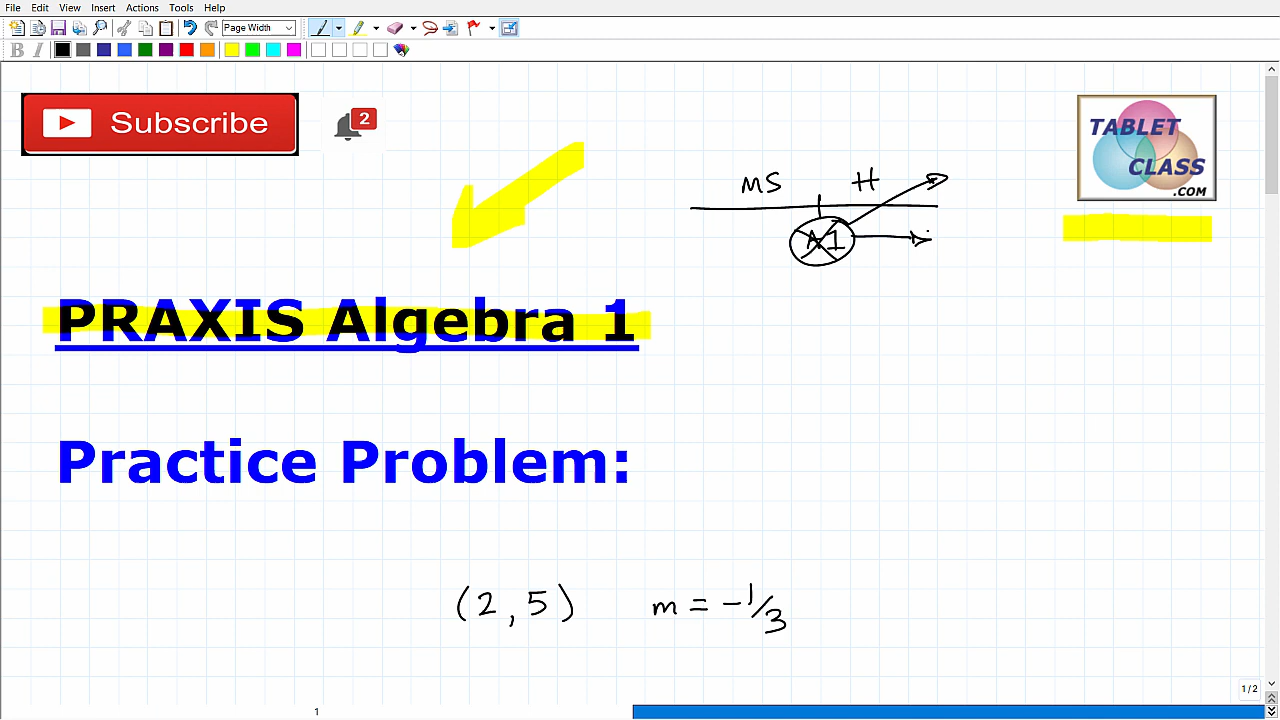 File Edit View Insert Actions Tools Help
Page Width
B I
Subscribe 2
TABLET
CLASS
.COM
MS H
A1
PRAXIS Algebra 1
Practice Problem:
(2,5) m = -1/3
1/2
1